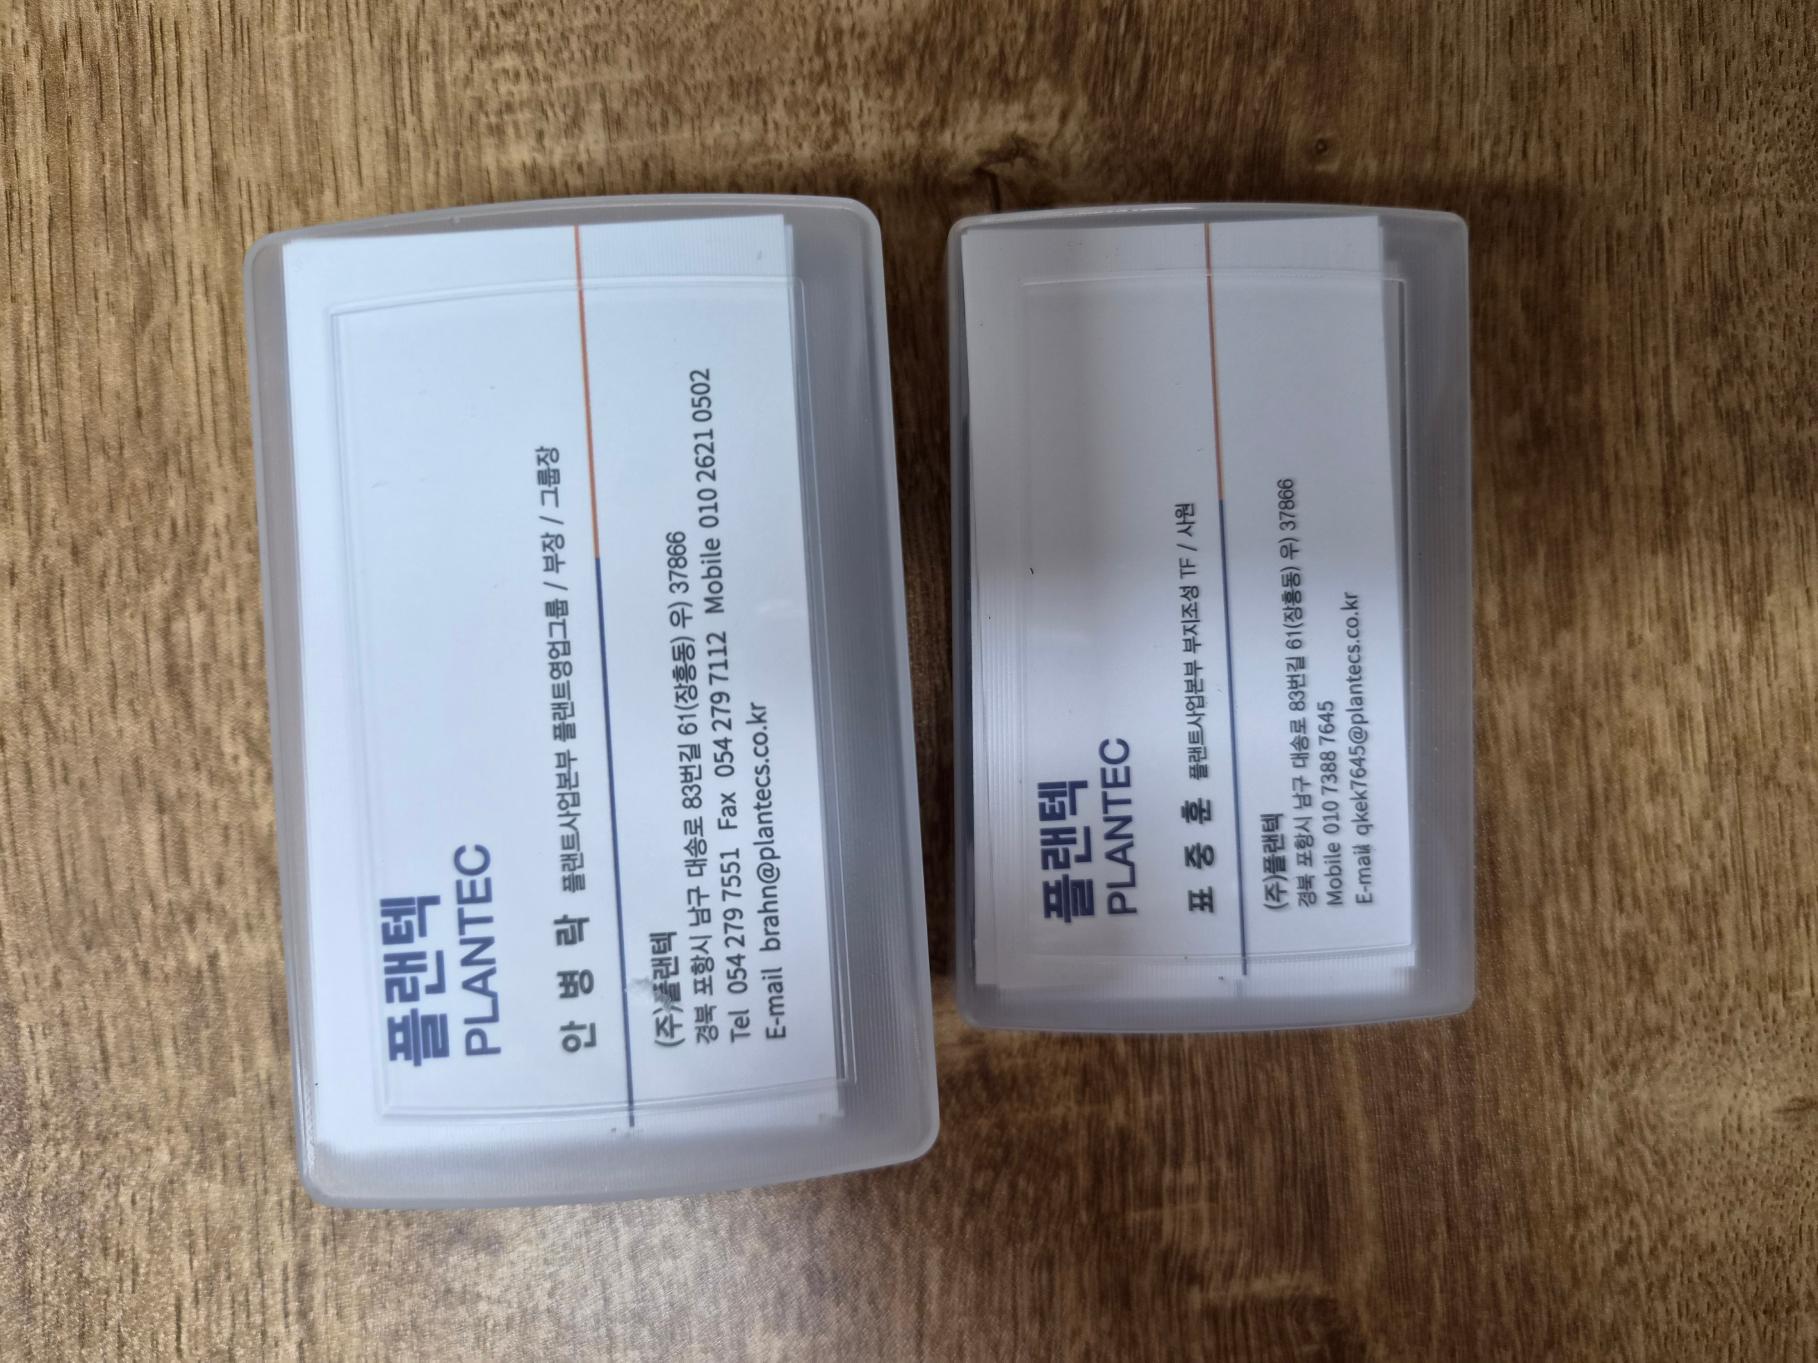 플랜텍
PLANTEC
안 병 락 플랜트사업본부 플랜트영업그룹 / 부장 / 그룹장
(주)플랜텍
경북 포항시 남구 대송로 83번길 61(장흥동) 우) 37866
Tel 054 279 7551 Fax 054 279 7112 Mobile 010 2621 0502
E-mail brahn@plantecs.co.kr
플랜텍
PLANTEC
표 중 훈 플랜트사업본부 부지조성 TF / 사원
(주)플랜텍
경북 포항시 남구 대송로 83번길 61(장흥동) 우) 37866
Mobile 010 7388 7645
E-mail qkek7645@plantecs.co.kr